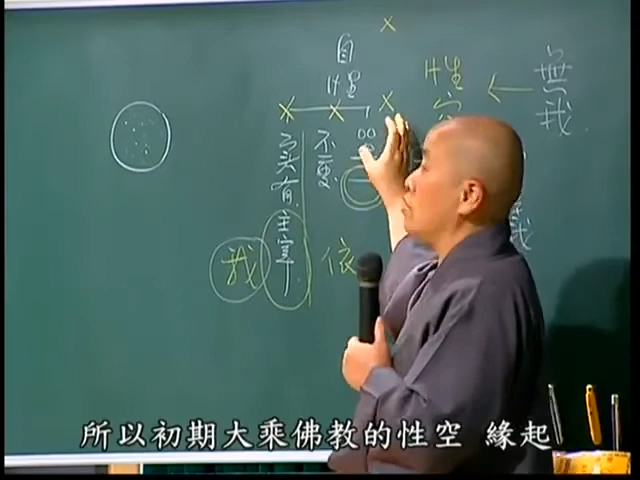 自性
性空
無我
實有
主宰
不變
我
依
所以初期大乘佛教的性空 緣起